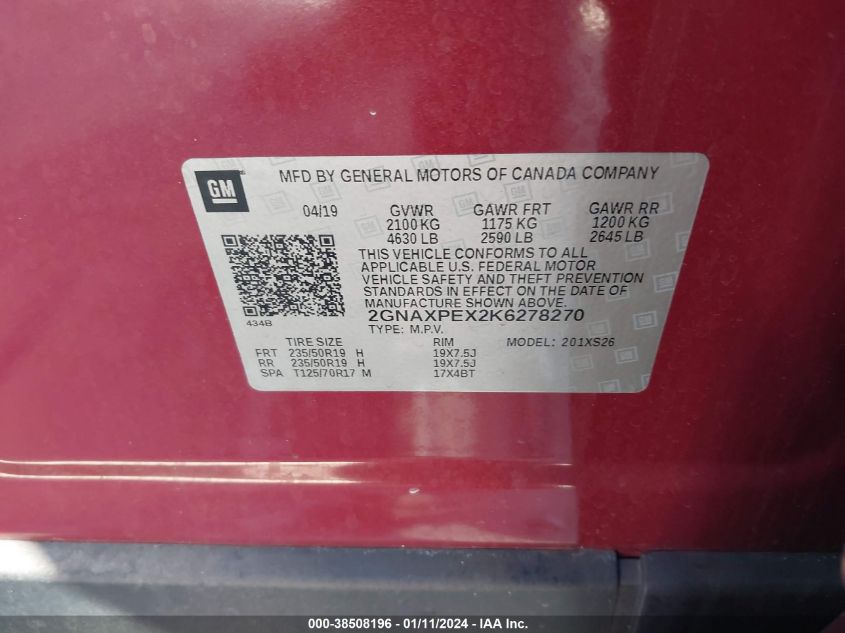 GM
MFD BY GENERAL MOTORS OF CANADA COMPANY
04/19 GVWR GAWR FRT GAWR RR
2100 KG 1175 KG 1200 KG
4630 LB 2590 LB 2645 LB
THIS VEHICLE CONFORMS TO ALL
APPLICABLE U.S. FEDERAL MOTOR
VEHICLE SAFETY AND THEFT PREVENTION
STANDARDS IN EFFECT ON THE DATE OF
MANUFACTURE SHOWN ABOVE.
434B 2GNAXPEX2K6278270
TYPE: M.P.V. MODEL: 201XS26
TIRE SIZE RIM
FRT 235/50R19 H 19X7.5J
RR 235/50R19 H 19X7.5J
SPA T125/70R17 M 17X4BT
000-38508196 - 01/11/2024 - IAA Inc.